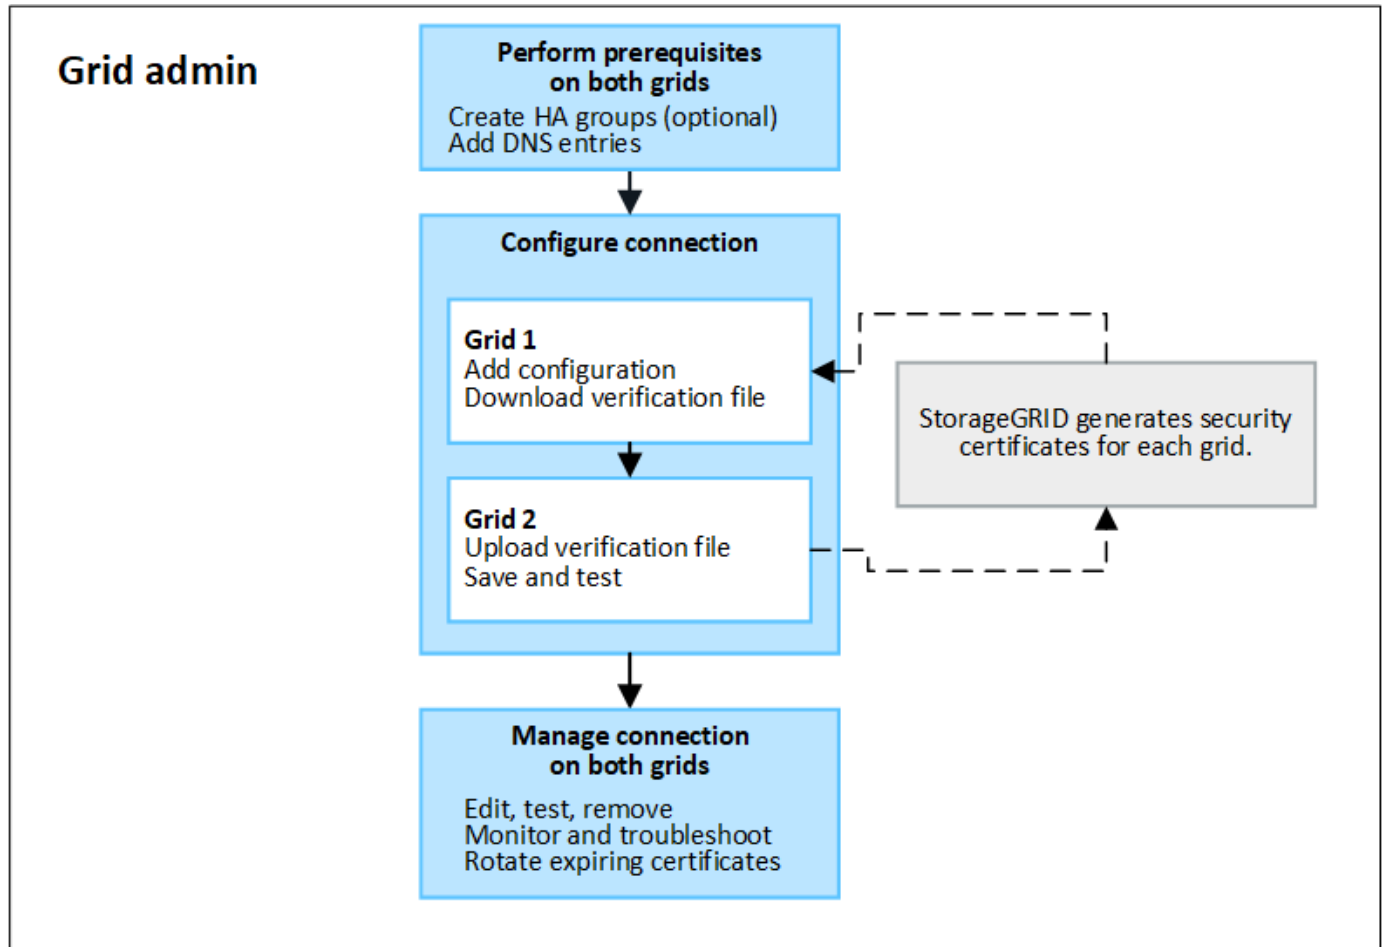 Grid admin
Perform prerequisites
on both grids
Create HA groups (optional)
Add DNS entries
Configure connection
Grid 1
Add configuration
Download verification file
StorageGRID generates security
certificates for each grid.
Grid 2
Upload verification file
Save and test
Manage connection
on both grids
Edit, test, remove
Monitor and troubleshoot
Rotate expiring certificates